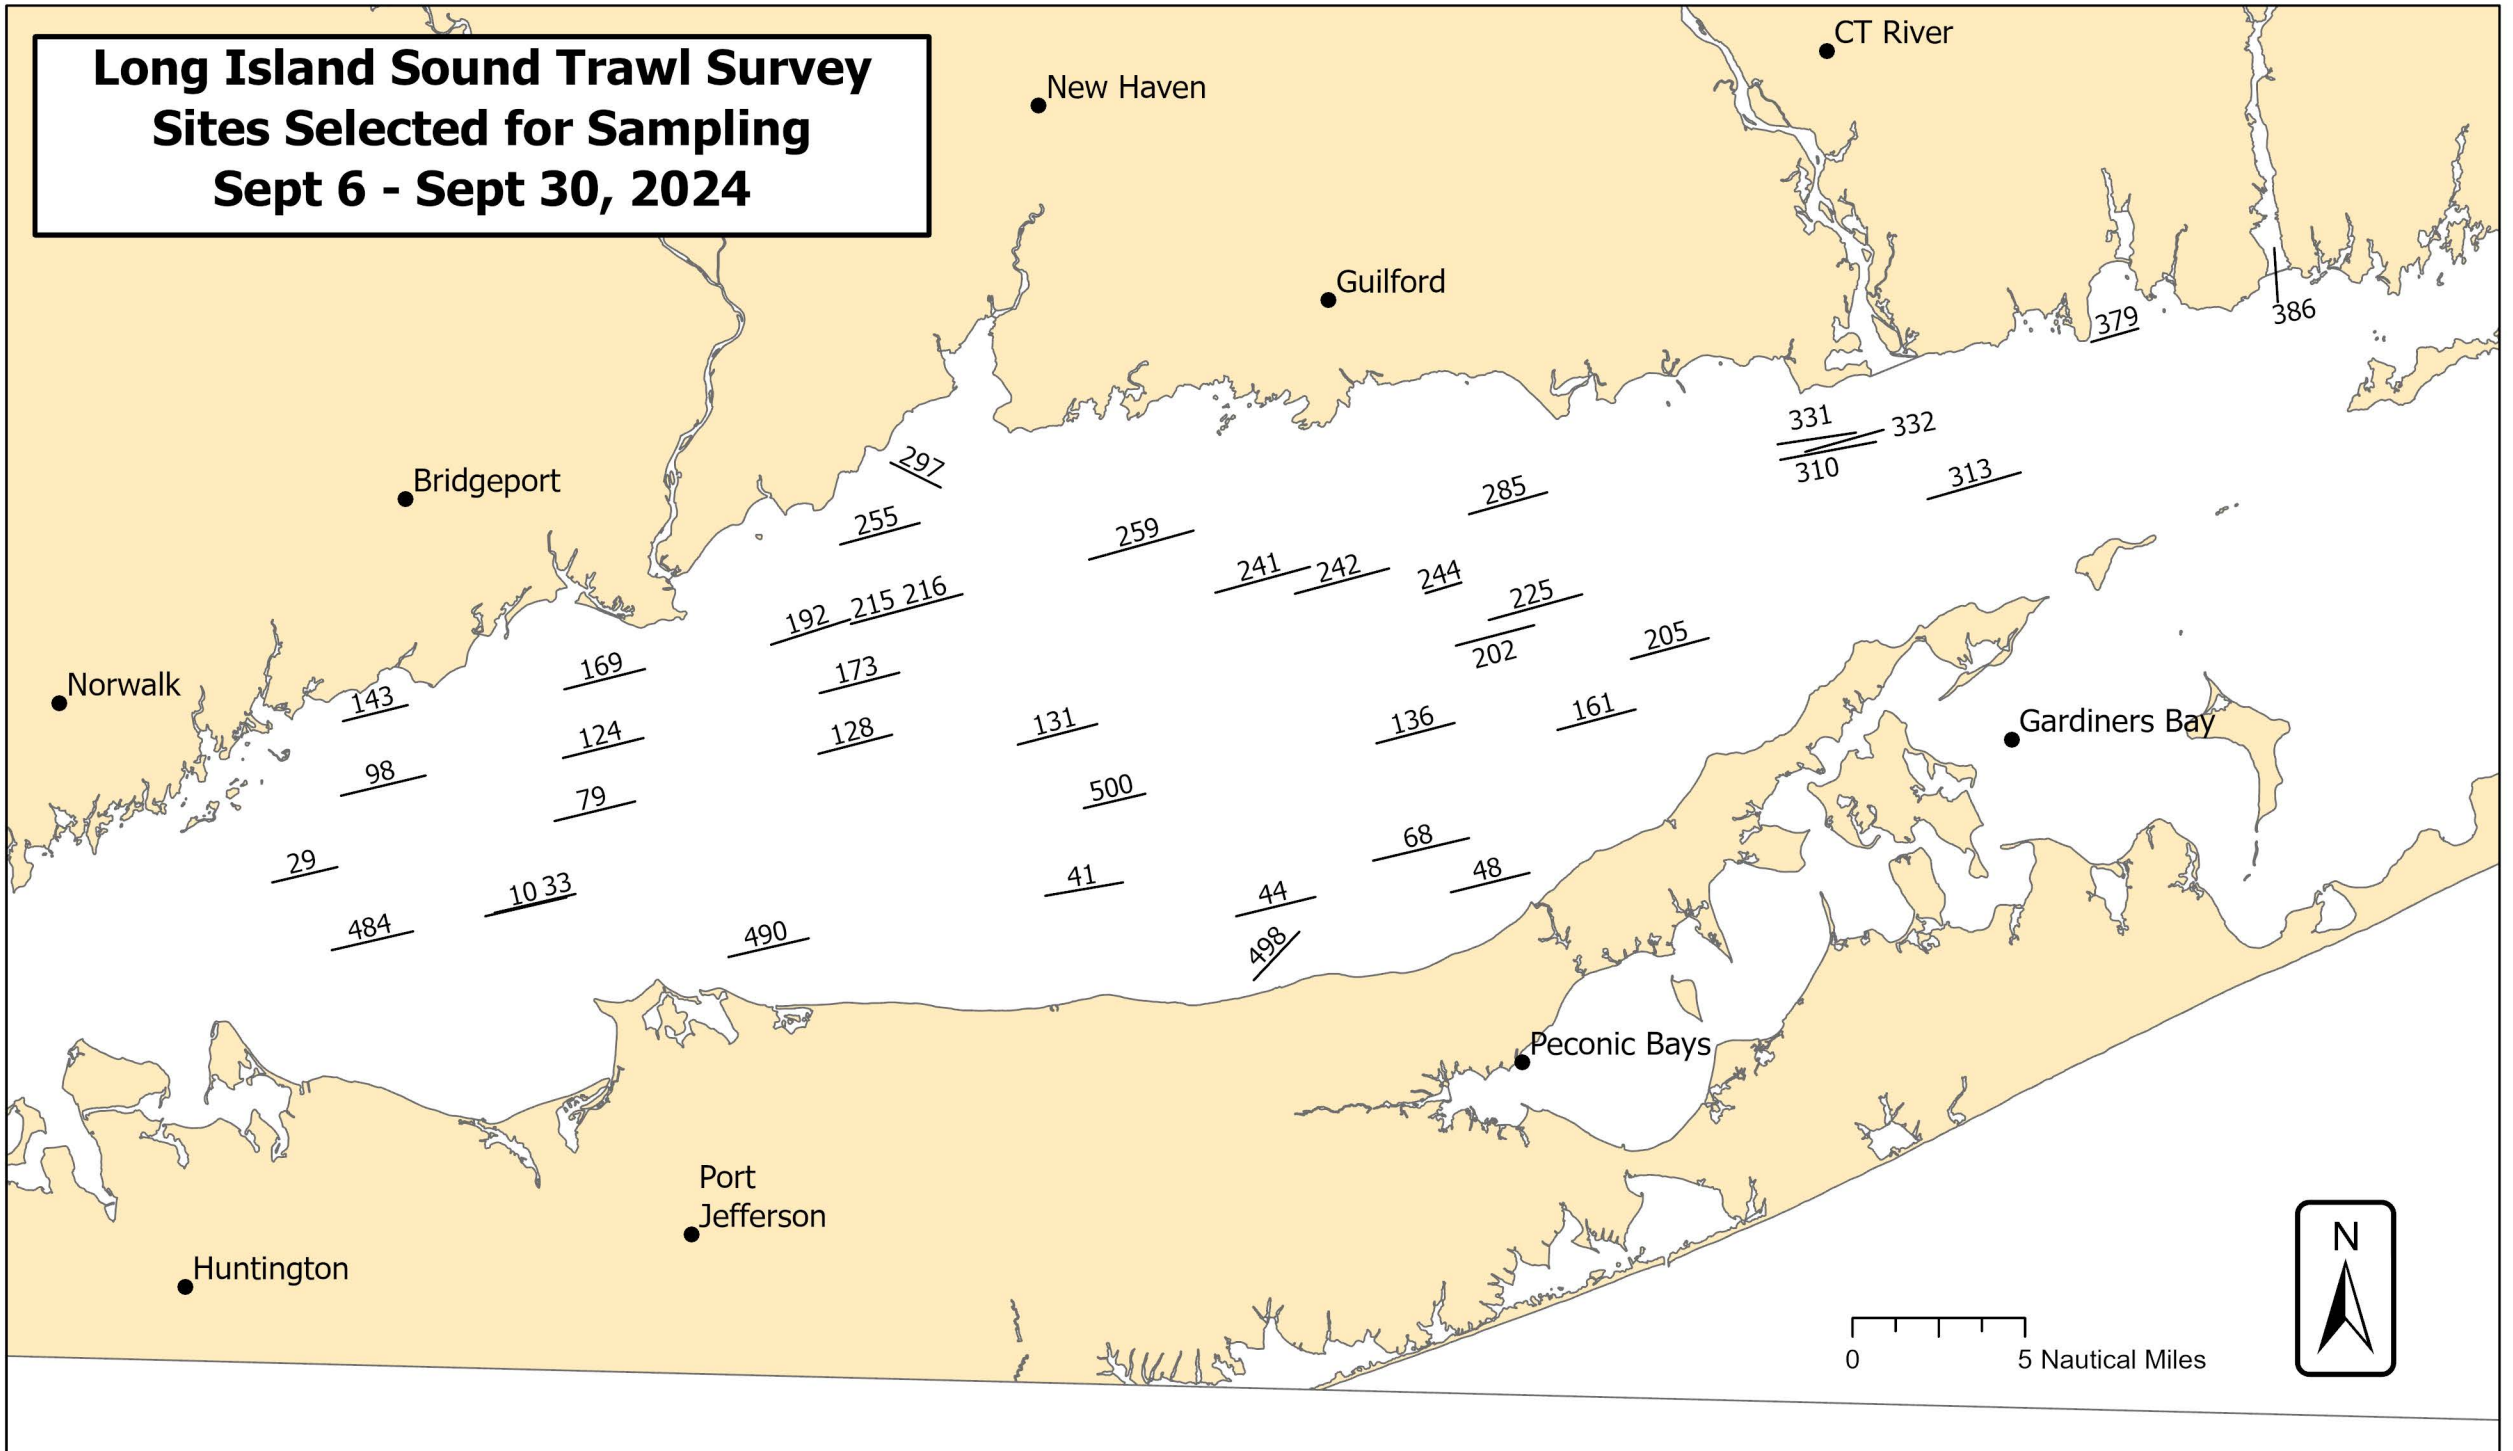 Long Island Sound Trawl Survey
Sites Selected for Sampling
Sept 6 - Sept 30, 2024
CT River
New Haven
Guilford
386
379
331
332
310
313
297
Bridgeport
285
255
259
241
242
244
225
192
215 216
202
205
169
173
Norwalk
143
161
136
131
124
128
Gardiners Bay
98
79
500
68
29
48
41
44
10 33
484
490
498
Peconic Bays
Port
Jefferson
Huntington
N
0
5 Nautical Miles